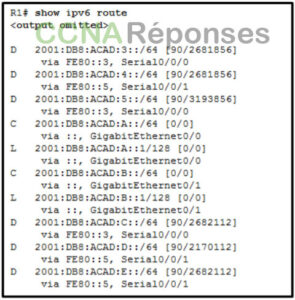 R1# show ipv6 route
CCNA Réponses
<output omitted>
D 2001:DB8:ACAD:3::/64 [90/2681856]
via FE80::3, Serial0/0/0
D 2001:DB8:ACAD:4::/64 [90/2681856]
via FE80::5, Serial0/0/1
D 2001:DB8:ACAD:5::/64 [90/3193856]
via FE80::3, Serial0/0/0
C 2001:DB8:ACAD:A::/64 [0/0]
via ::, GigabitEthernet0/0
L 2001:DB8:ACAD:A::1/128 [0/0]
via ::, GigabitEthernet0/0
C 2001:DB8:ACAD:B::/64 [0/0]
via ::, GigabitEthernet0/1
L 2001:DB8:ACAD:B::1/128 [0/0]
via ::, GigabitEthernet0/1
D 2001:DB8:ACAD:C::/64 [90/2682112]
via FE80::3, Serial0/0/0
D 2001:DB8:ACAD:D::/64 [90/2170112]
via FE80::5, Serial0/0/1
D 2001:DB8:ACAD:E::/64 [90/2682112]
via FE80::5, Serial0/0/1